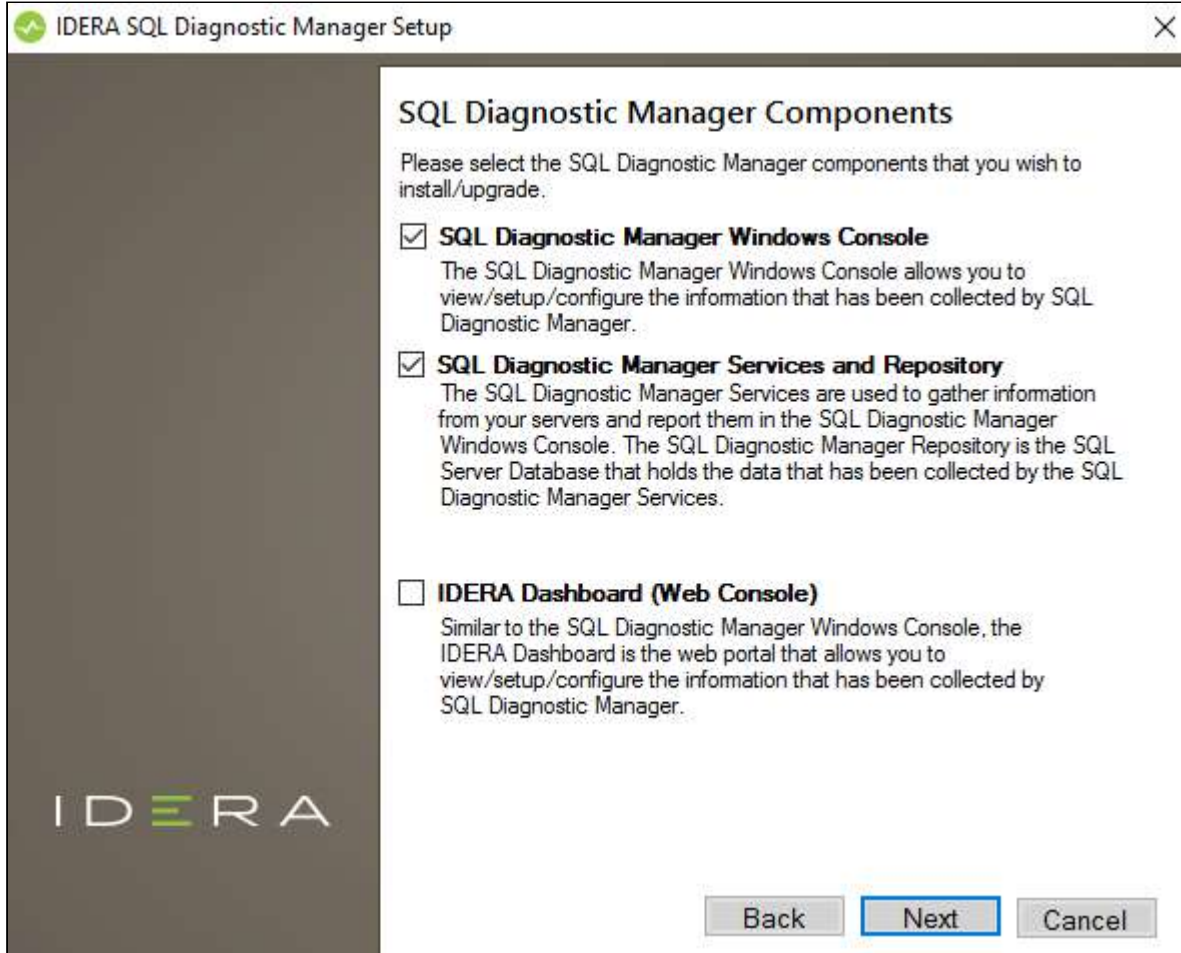 IDERA SQL Diagnostic Manager Setup
SQL Diagnostic Manager Components
Please select the SQL Diagnostic Manager components that you wish to
install/upgrade.
SQL Diagnostic Manager Windows Console
The SQL Diagnostic Manager Windows Console allows you to
view/setup/configure the information that has been collected by SQL
Diagnostic Manager.
SQL Diagnostic Manager Services and Repository
The SQL Diagnostic Manager Services are used to gather information
from your servers and report them in the SQL Diagnostic Manager
Windows Console. The SQL Diagnostic Manager Repository is the SQL
Server Database that holds the data that has been collected by the SQL
Diagnostic Manager Services.
IDERA Dashboard (Web Console)
Similar to the SQL Diagnostic Manager Windows Console, the
IDERA Dashboard is the web portal that allows you to
view/setup/configure the information that has been collected by
SQL Diagnostic Manager.
IDERA
Back Next Cancel